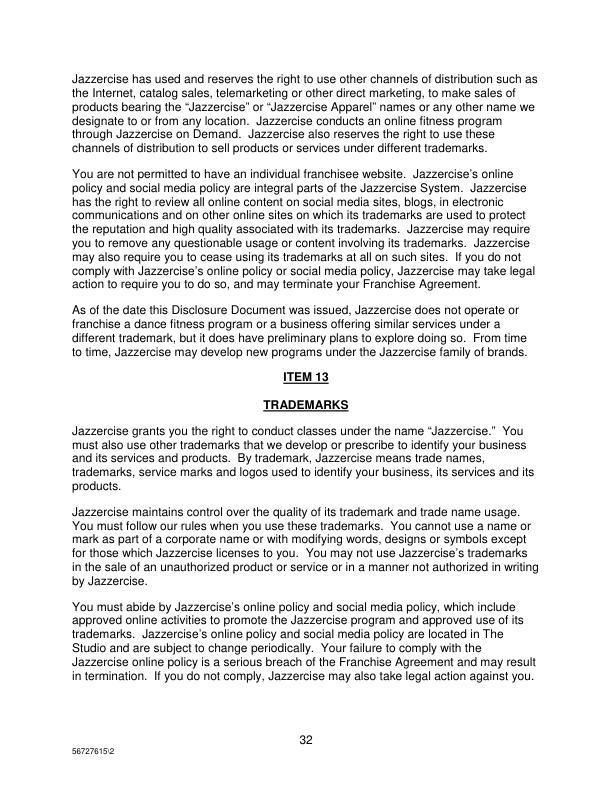 Jazzercise has used and reserves the right to use other channels of distribution such as
the Internet, catalog sales, telemarketing or other direct marketing, to make sales of
products bearing the “Jazzercise” or “Jazzercise Apparel” names or any other name we
designate to or from any location.  Jazzercise conducts an online fitness program
through Jazzercise on Demand.  Jazzercise also reserves the right to use these
channels of distribution to sell products or services under different trademarks.
You are not permitted to have an individual franchisee website.  Jazzercise’s online
policy and social media policy are integral parts of the Jazzercise System.  Jazzercise
has the right to review all online content on social media sites, blogs, in electronic
communications and on other online sites on which its trademarks are used to protect
the reputation and high quality associated with its trademarks.  Jazzercise may require
you to remove any questionable usage or content involving its trademarks.  Jazzercise
may also require you to cease using its trademarks at all on such sites.  If you do not
comply with Jazzercise’s online policy or social media policy, Jazzercise may take legal
action to require you to do so, and may terminate your Franchise Agreement.
As of the date this Disclosure Document was issued, Jazzercise does not operate or
franchise a dance fitness program or a business offering similar services under a
different trademark, but it does have preliminary plans to explore doing so.  From time
to time, Jazzercise may develop new programs under the Jazzercise family of brands.
ITEM 13
TRADEMARKS
Jazzercise grants you the right to conduct classes under the name “Jazzercise.”  You
must also use other trademarks that we develop or prescribe to identify your business
and its services and products.  By trademark, Jazzercise means trade names,
trademarks, service marks and logos used to identify your business, its services and its
products.
Jazzercise maintains control over the quality of its trademark and trade name usage.
You must follow our rules when you use these trademarks.  You cannot use a name or
mark as part of a corporate name or with modifying words, designs or symbols except
for those which Jazzercise licenses to you.  You may not use Jazzercise’s trademarks
in the sale of an unauthorized product or service or in a manner not authorized in writing
by Jazzercise.
You must abide by Jazzercise’s online policy and social media policy, which include
approved online activities to promote the Jazzercise program and approved use of its
trademarks.  Jazzercise’s online policy and social media policy are located in The
Studio and are subject to change periodically.  Your failure to comply with the
Jazzercise online policy is a serious breach of the Franchise Agreement and may result
in termination.  If you do not comply, Jazzercise may also take legal action against you.
32
56727615\2